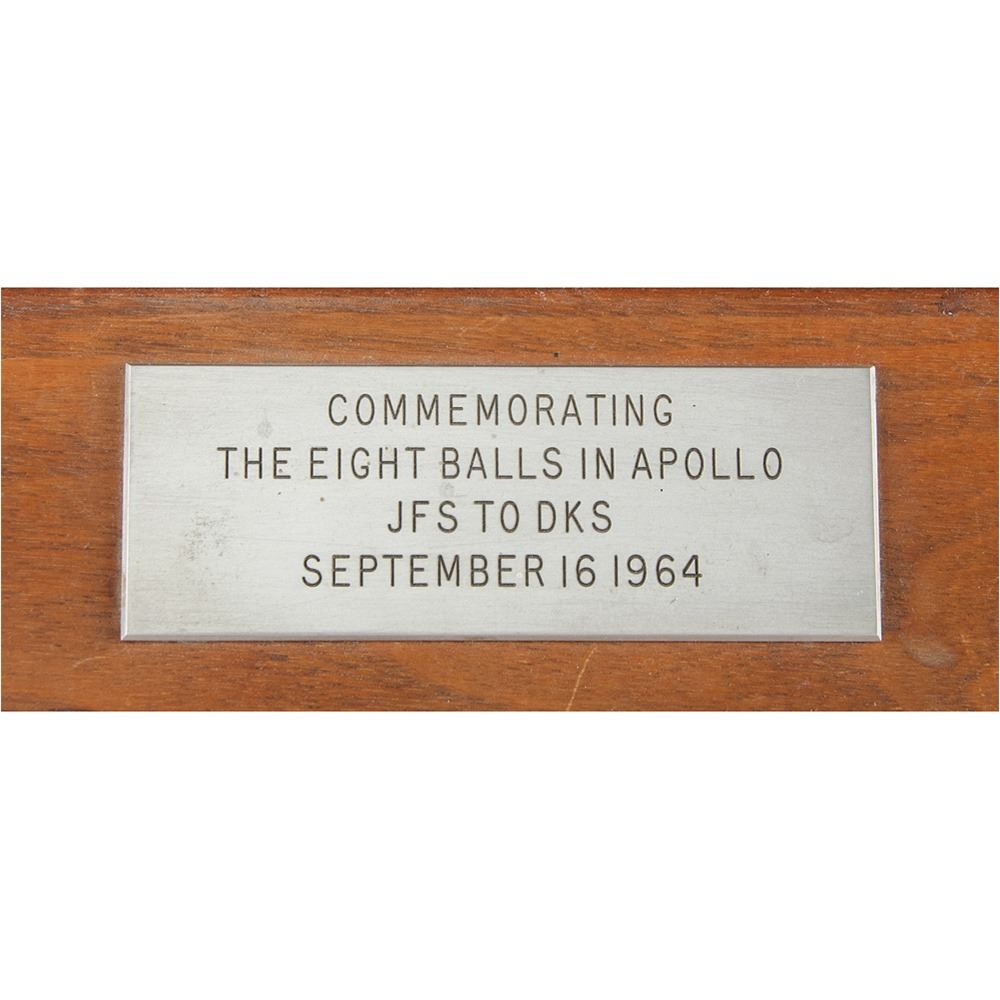 COMMEMORATING
THE EIGHT BALLS IN APOLLO
JFS TO DKS
SEPTEMBER 16 1964